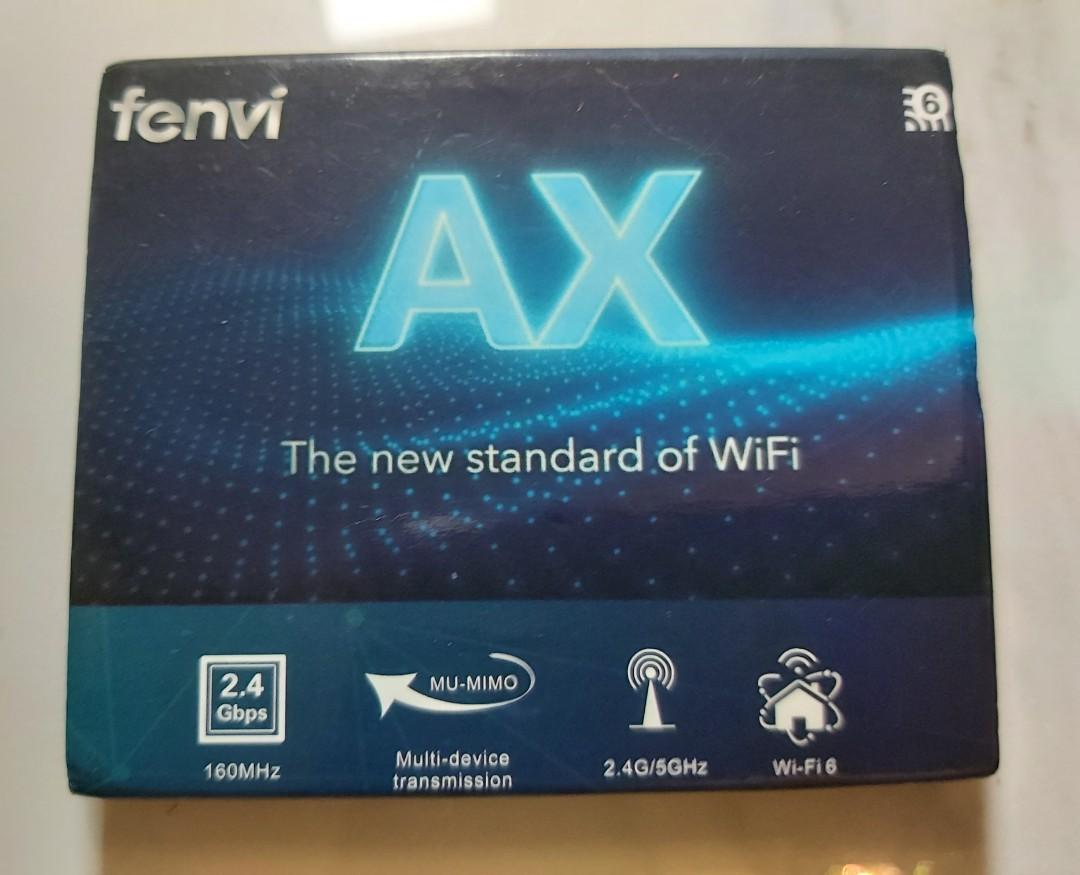 fenvi
6
AX
The new standard of WiFi
2.4
Gbps
MU-MIMO
160MHz
Multi-device
transmission
2.4G/5GHz
Wi-Fi 6